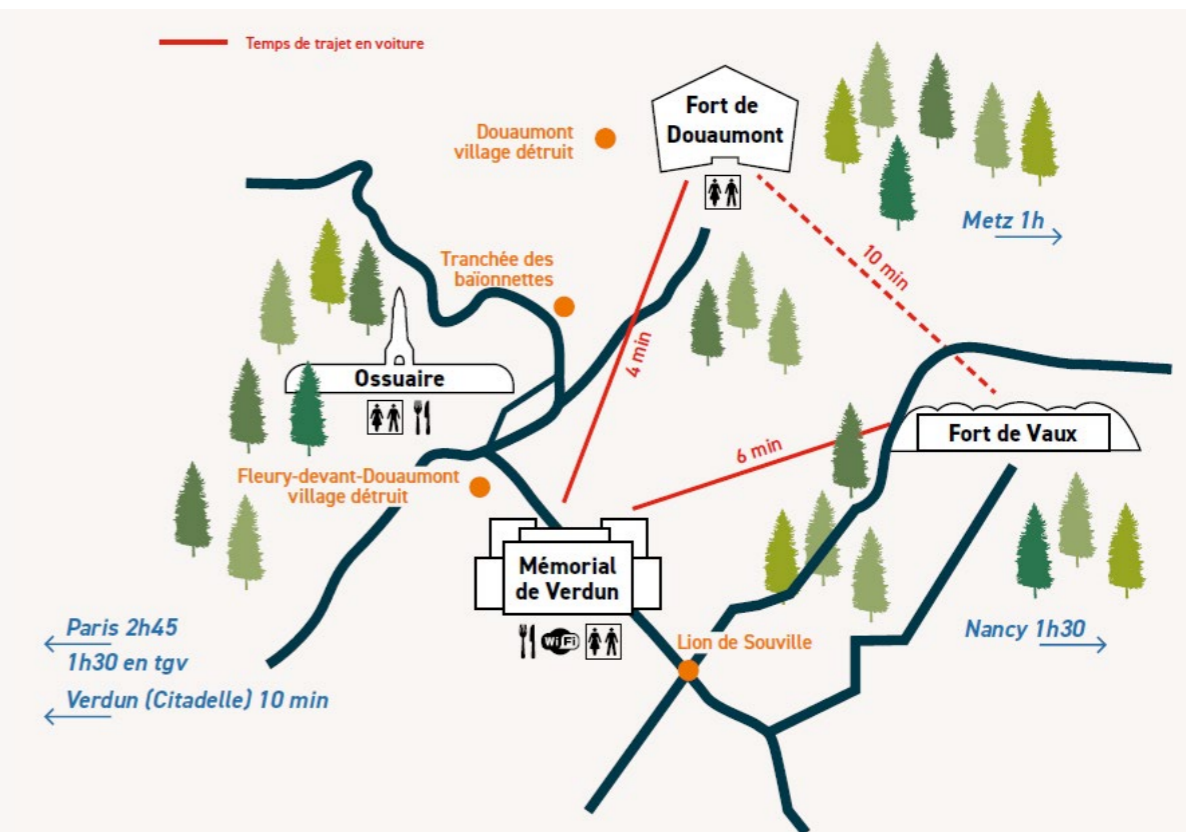 Temps de trajet en voiture
Fort de
Douaumont
Douaumont
village détruit
Metz 1h
Tranchée des
baïonnettes
10 min
4 min
Ossuaire
Fort de Vaux
6 min
Fleury-devant-Douaumont
village détruit
Mémorial
de Verdun
WiFi
Lion de Souville
Paris 2h45
1h30 en tgv
Verdun (Citadelle) 10 min
Nancy 1h30